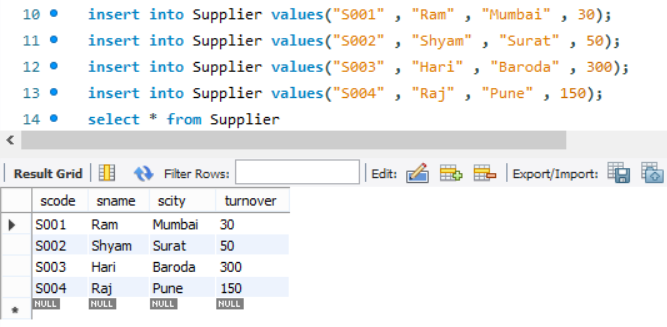 10 insert into Supplier values("S001" , "Ram" , "Mumbai" , 30);
11 insert into Supplier values("S002" , "Shyam" , "Surat" , 50);
12 insert into Supplier values("S003" , "Hari" , "Baroda" , 300);
13 insert into Supplier values("S004" , "Raj" , "Pune" , 150);
14 select * from Supplier
Result Grid Filter Rows: Edit: Export/Import:
scode sname scity turnover
S001 Ram Mumbai 30
S002 Shyam Surat 50
S003 Hari Baroda 300
S004 Raj Pune 150
NULL NULL NULL NULL